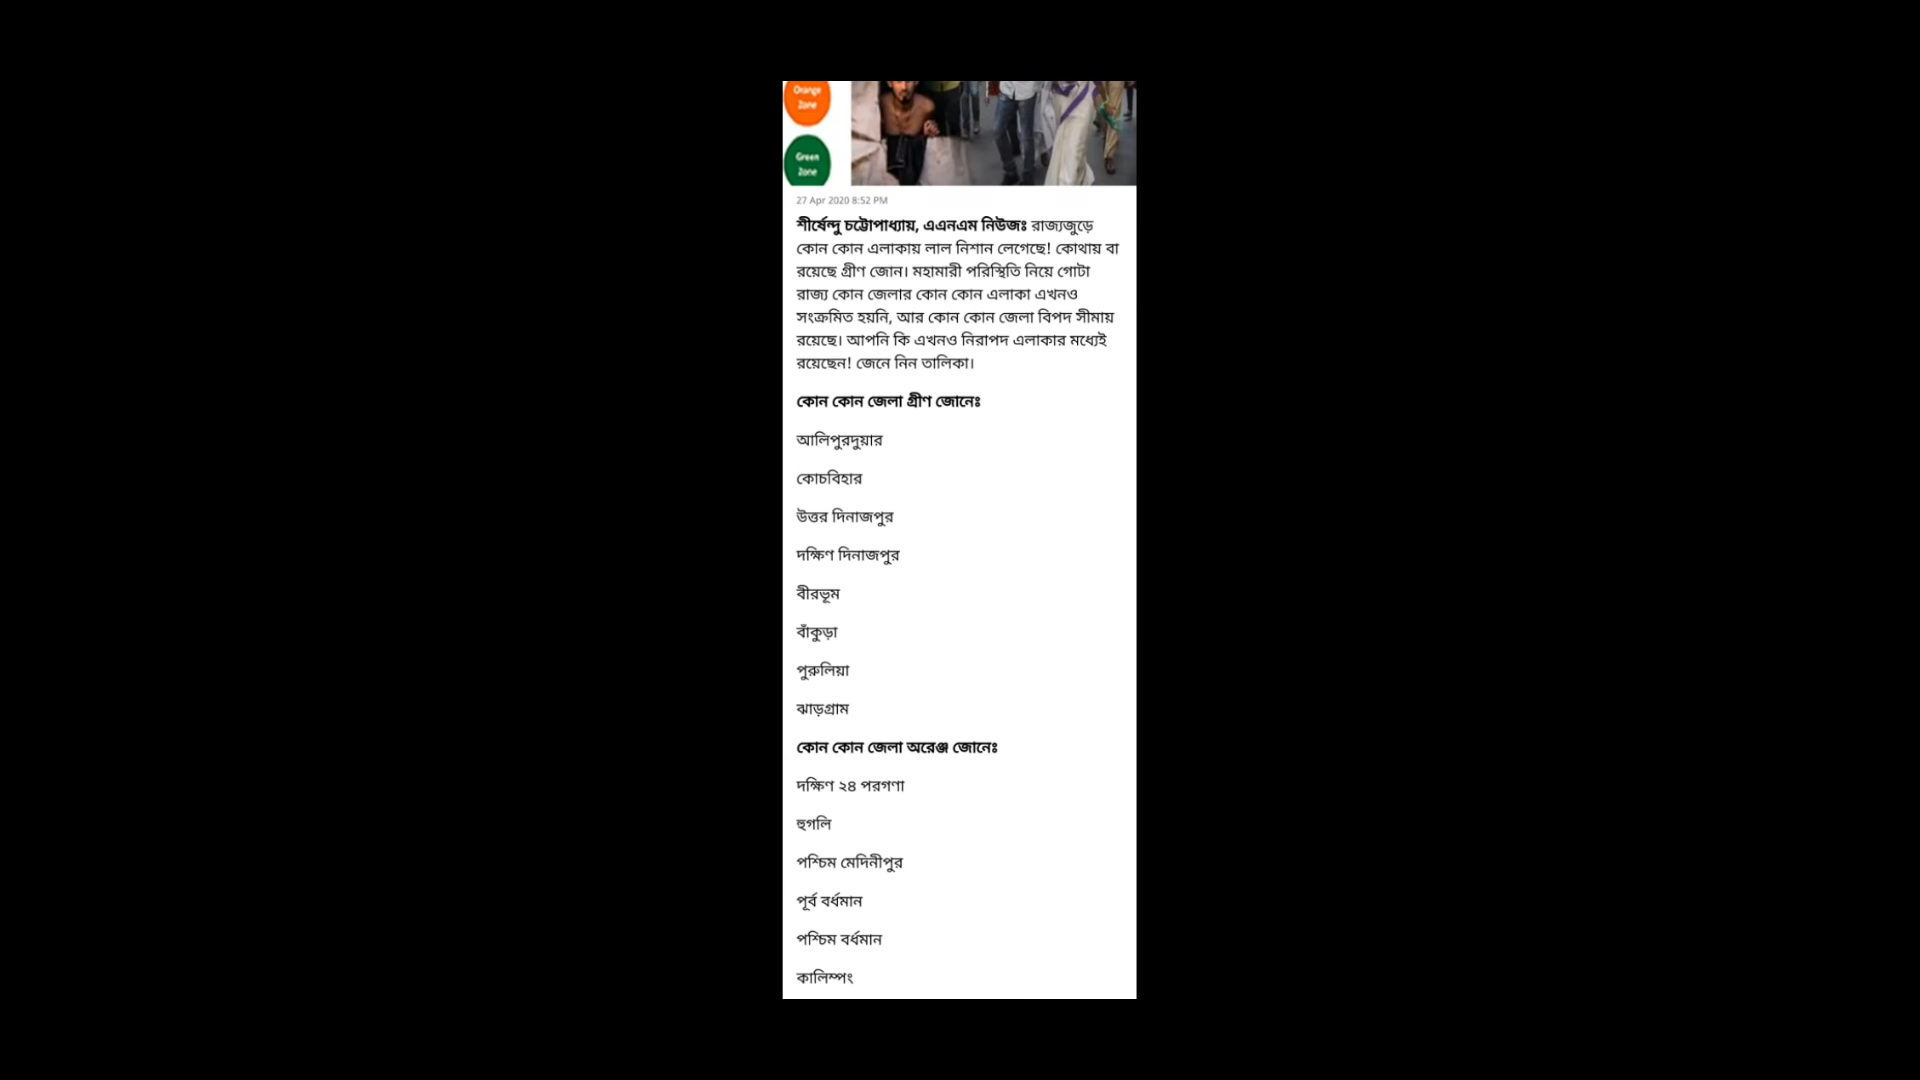 Orange
Zone
Green
Zone
27 Apr 2020 8:52 PM
শীর্ষেন্দু চট্টোপাধ্যায়, এএনএম নিউজঃ রাজ্যজুড়ে
কোন কোন এলাকায় লাল নিশান লেগেছে! কোথায় বা
রয়েছে গ্রীণ জোন। মহামারী পরিস্থিতি নিয়ে গোটা
রাজ্য কোন জেলার কোন কোন এলাকা এখনও
সংক্রমিত হয়নি, আর কোন কোন জেলা বিপদ সীমায়
রয়েছে। আপনি কি এখনও নিরাপদ এলাকার মধ্যেই
রয়েছেন! জেনে নিন তালিকা।
কোন কোন জেলা গ্রীণ জোনেঃ
আলিপুরদুয়ার
কোচবিহার
উত্তর দিনাজপুর
দক্ষিণ দিনাজপুর
বীরভূম
বাঁকুড়া
পুরুলিয়া
ঝাড়গ্রাম
কোন কোন জেলা অরেঞ্জ জোনেঃ
দক্ষিণ ২৪ পরগণা
হুগলি
পশ্চিম মেদিনীপুর
পূর্ব বর্ধমান
পশ্চিম বর্ধমান
কালিম্পং